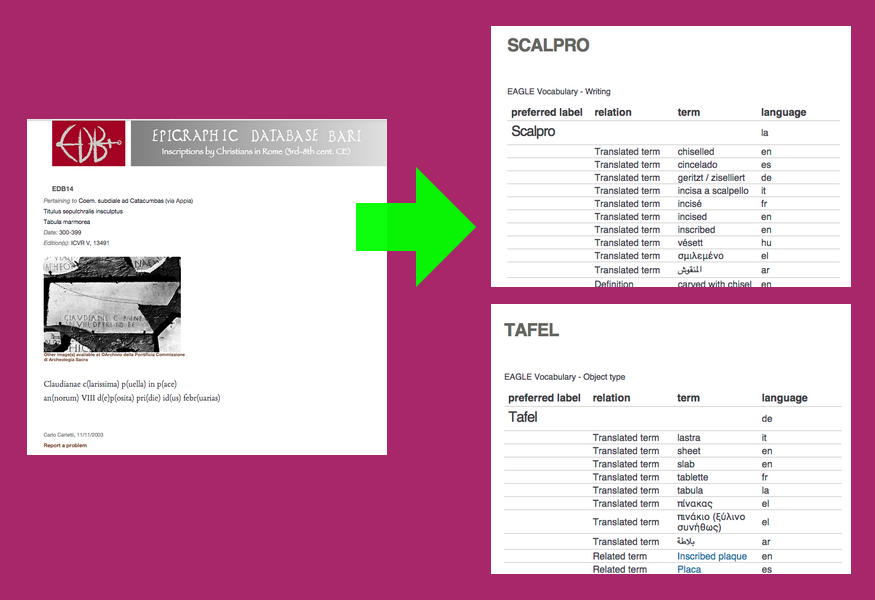 EDB
EPIGRAPHIC DATABASE BARI
Inscriptions by Christians in Rome (3rd-8th cent. CE)
EDB14
Pertaining to Coem. subdiale ad Catacumbas (via Appia)
Titulus sepulchralis insculptus
Tabula marmorea
Date: 300-399
Edition(s): ICVR V, 13491
Other image(s) available at ©Archivio della Pontificia Commissione
di Archeologia Sacra
Claudianae c(larissima) p(uella) in p(ace)
an(norum) VIII d(e)p(osita) pri(die) id(us) febr(uarias)
Carlo Carletti, 11/11/2003
Report a problem
SCALPRO
EAGLE Vocabulary - Writing
preferred label relation term language
Scalpro la
Translated term chiselled en
Translated term cincelado es
Translated term geritzt / ziselliert de
Translated term incisa a scalpello it
Translated term incisé fr
Translated term incised en
Translated term inscribed en
Translated term vésett hu
Translated term σμιλεμένο el
Translated term المنقوش ar
Definition carved with chisel en
TAFEL
EAGLE Vocabulary - Object type
preferred label relation term language
Tafel de
Translated term lastra it
Translated term sheet en
Translated term slab en
Translated term tablette fr
Translated term tabula la
Translated term πίνακας el
Translated term πινάκιο (ξύλινο
συνήθως) el
Translated term بلاطة ar
Related term Inscribed plaque en
Related term Placa es